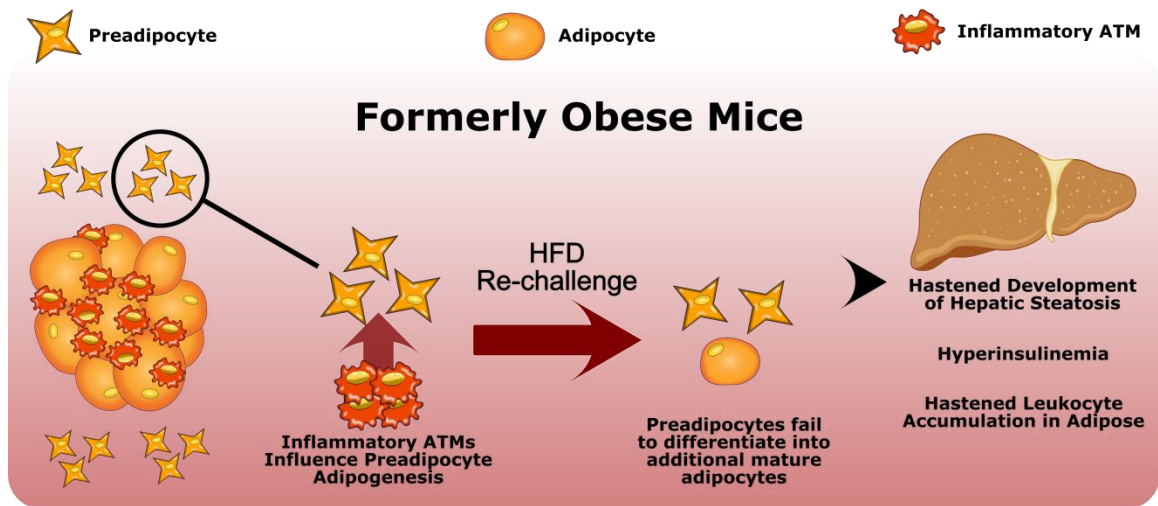 Preadipocyte
Adipocyte
Inflammatory ATM
Formerly Obese Mice
Inflammatory ATMs
Influence Preadipocyte
Adipogenesis
HFD
Re-challenge
Preadipocytes fail
to differentiate into
additional mature
adipocytes
Hastened Development
of Hepatic Steatosis
Hyperinsulinemia
Hastened Leukocyte
Accumulation in Adipose